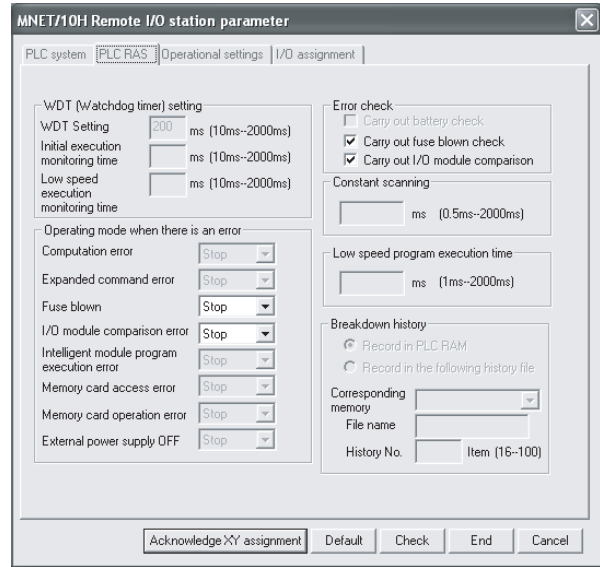 MNET/10H Remote I/O station parameter
PLC system
PLC RAS
Operational settings
I/O assignment
WDT (Watchdog timer) setting
WDT Setting
200
ms (10ms--2000ms)
Initial execution
monitoring time
ms (10ms--2000ms)
Low speed
execution
monitoring time
ms (10ms--2000ms)
Operating mode when there is an error
Computation error
Stop
Expanded command error
Stop
Fuse blown
Stop
I/O module comparison error
Stop
Intelligent module program
execution error
Stop
Memory card access error
Stop
Memory card operation error
Stop
External power supply OFF
Stop
Error check
Carry out battery check
Carry out fuse blown check
Carry out I/O module comparison
Constant scanning
ms (0.5ms--2000ms)
Low speed program execution time
ms (1ms--2000ms)
Breakdown history
Record in PLC RAM
Record in the following history file
Corresponding
memory
File name
History No.
Item (16--100)
Acknowledge XY assignment
Default
Check
End
Cancel